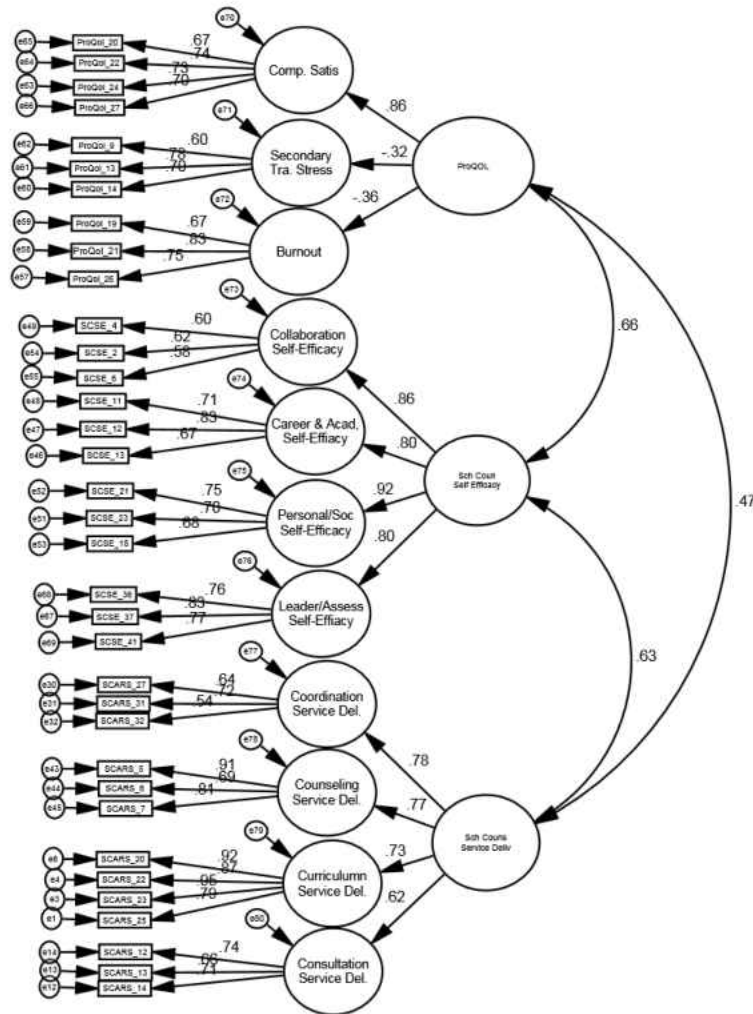 e70
e65 ProQol_20 .67
e64 ProQol_22 .74
e63 ProQol_24 .73
e66 ProQol_27 .70
Comp. Satis
.86
e71
e62 ProQol_9 .60
e61 ProQol_13 .78
e60 ProQol_14 .70
Secondary
Tra. Stress
-.32
ProQOL
e72
-.36
e59 ProQol_19 .67
e58 ProQol_21 .83
e57 ProQol_26 .75
Burnout
e73
.66
e49 SCSE_4 .60
e54 SCSE_2 .62
e55 SCSE_6 .58
Collaboration
Self-Efficacy
e74
.86
e48 SCSE_11 .71
e47 SCSE_12 .83
e46 SCSE_13 .67
Career & Acad,
Self-Effiacy
.80
e75
Sch Coun
Self Efficacy
e52 SCSE_21 .75
e51 SCSE_23 .70
e53 SCSE_15 .68
Personal/Soc
Self-Efficacy
.92
.47
e76
.80
e68 SCSE_36 .76
e67 SCSE_37 .83
e69 SCSE_41 .77
Leader/Assess
Self-Effiacy
.63
e77
e30 SCARS_27 .64
e31 SCARS_31 .72
e32 SCARS_32 .54
Coordination
Service Del.
e78
.78
e43 SCARS_5 .91
e44 SCARS_6 .69
e45 SCARS_7 .81
Counseling
Service Del.
.77
Sch Couns
Service Deliv
e79
.73
e6 SCARS_20 .92
e4 SCARS_22 .87
e3 SCARS_23 .95
e1 SCARS_25 .79
Curriculumn
Service Del.
.62
e80
e14 SCARS_12 .74
e13 SCARS_13 .66
e12 SCARS_14 .71
Consultation
Service Del.